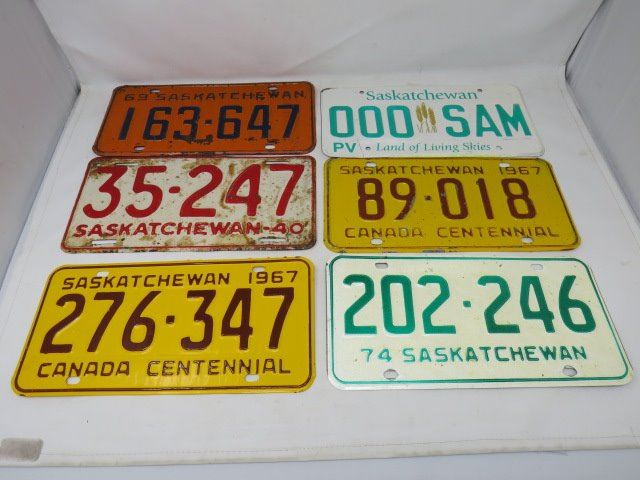 69 SASKATCHEWAN
163-647
Saskatchewan
000 SAM
PV Land of Living Skies
35-247
SASKATCHEWAN-40
SASKATCHEWAN 1967
89·018
CANADA CENTENNIAL
SASKATCHEWAN 1967
276·347
CANADA CENTENNIAL
202·246
74 SASKATCHEWAN